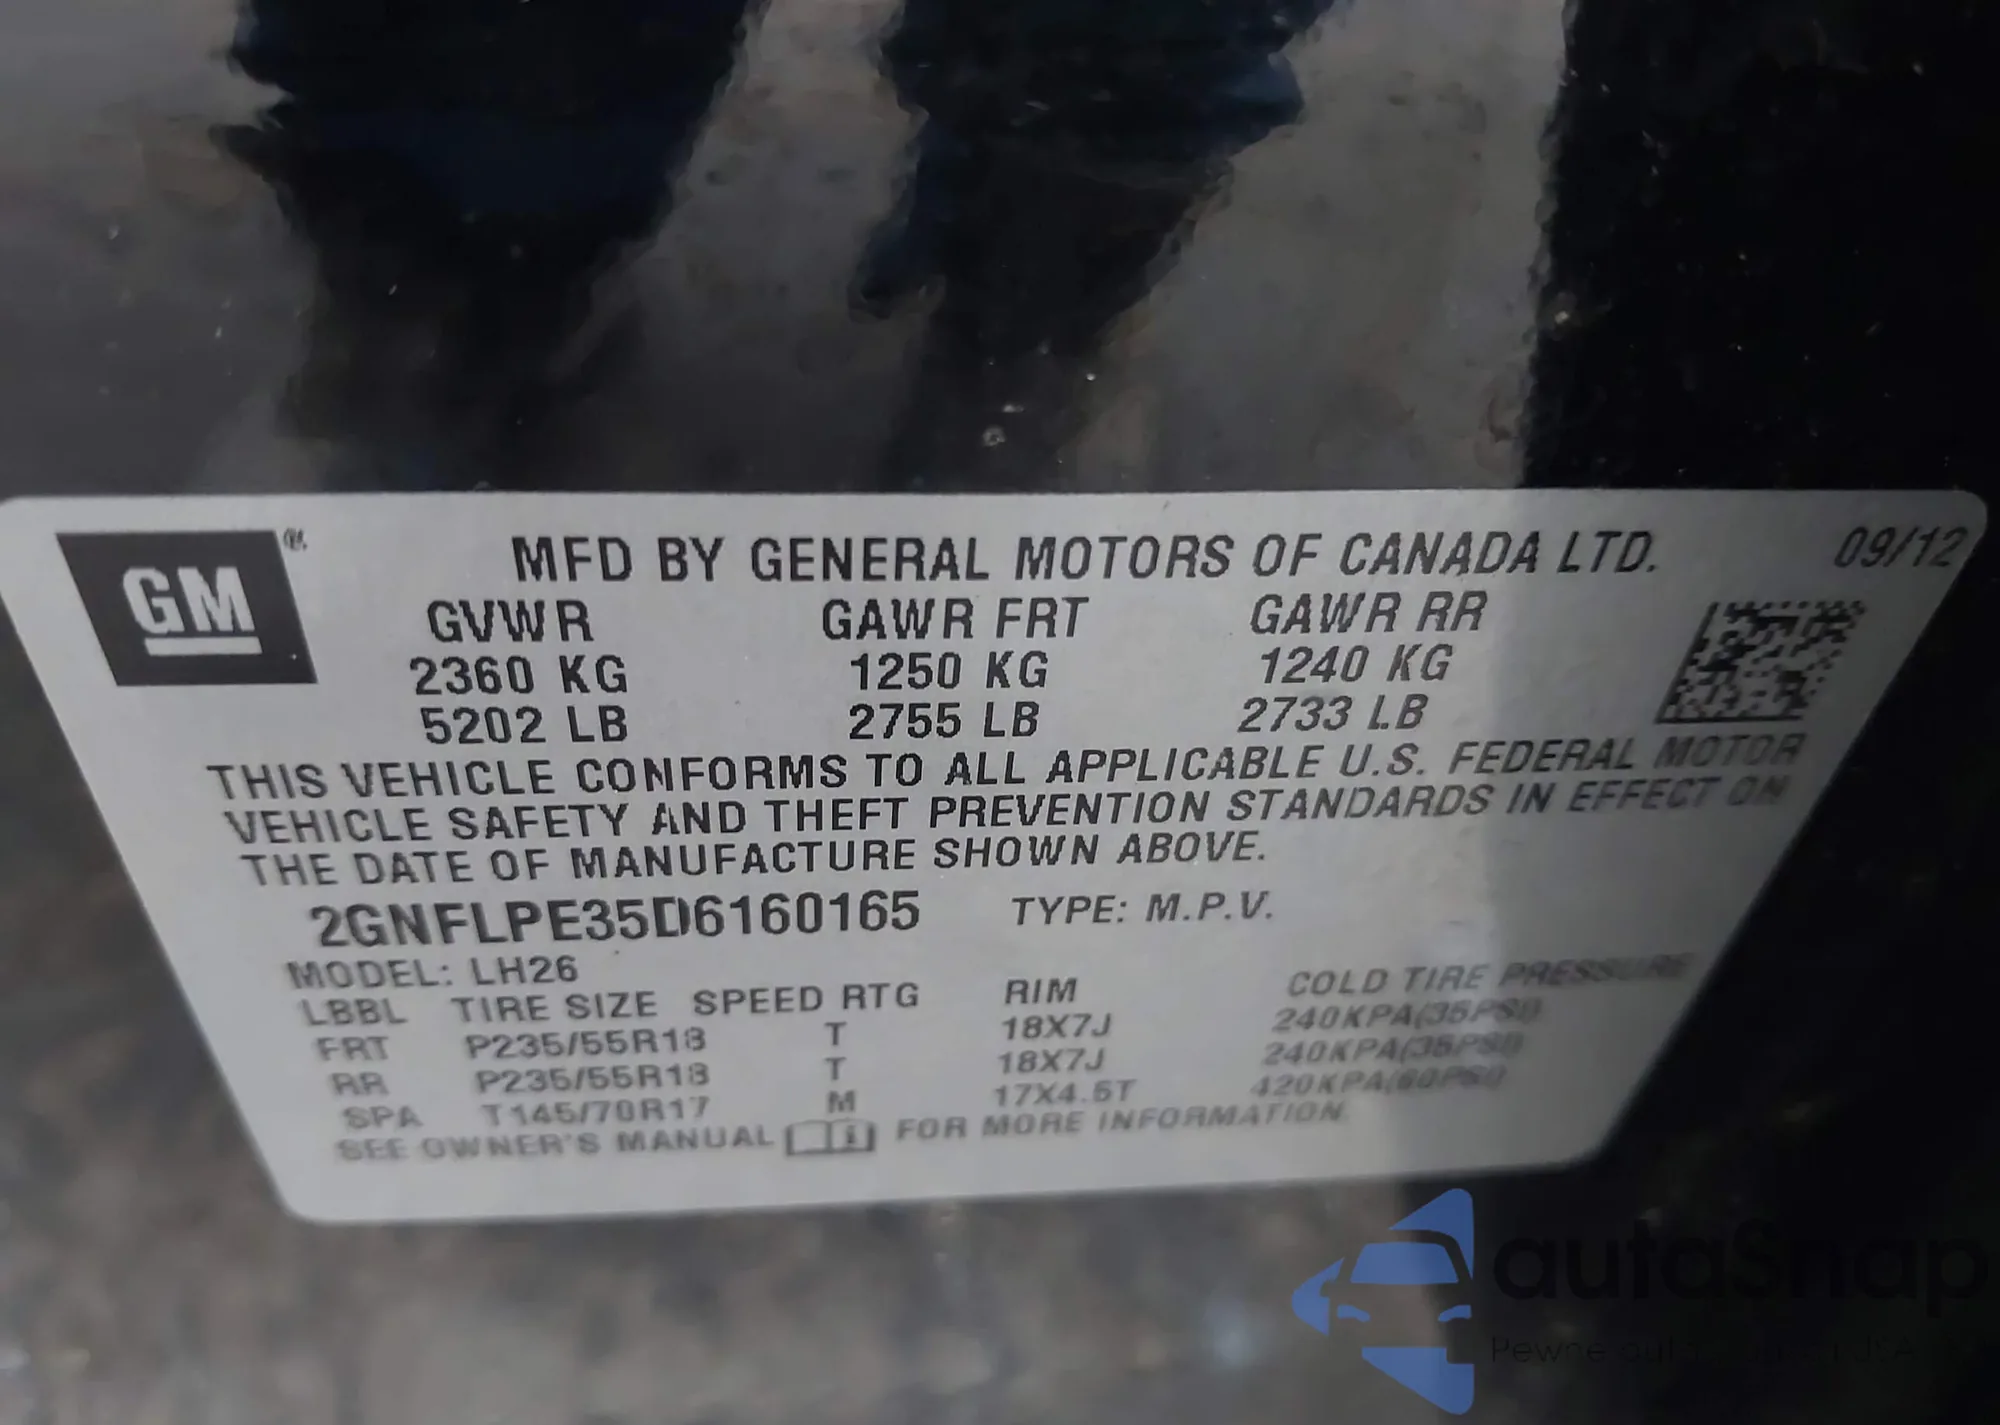 GM®
MFD BY GENERAL MOTORS OF CANADA LTD. 09/12
GVWR GAWR FRT GAWR RR
2360 KG 1250 KG 1240 KG
5202 LB 2755 LB 2733 LB
THIS VEHICLE CONFORMS TO ALL APPLICABLE U.S. FEDERAL MOTOR
VEHICLE SAFETY AND THEFT PREVENTION STANDARDS IN EFFECT ON
THE DATE OF MANUFACTURE SHOWN ABOVE.
2GNFLPE35D6160165 TYPE: M.P.V.
MODEL: LH26
LBBL TIRE SIZE SPEED RTG RIM COLD TIRE PRESSURE
FRT P235/55R18 T 18X7J 240KPA(35PSI)
RR P235/55R18 T 18X7J 240KPA(35PSI)
SPA T145/70R17 M 17X4.5T 420KPA(60PSI)
SEE OWNER'S MANUAL FOR MORE INFORMATION.
autaSnap
Pewne